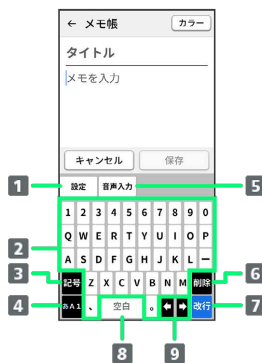 ← メモ帳 カラー
タイトル
メモを入力
キャンセル 保存
1 設定 音声入力 5
1 2 3 4 5 6 7 8 9 0
Q W E R T Y U I O P
2
A S D F G H J K L ー
3 記号 Z X C V B N M 削除 6
4 あA1 、 空白 。 ← → 改行 7
8 9